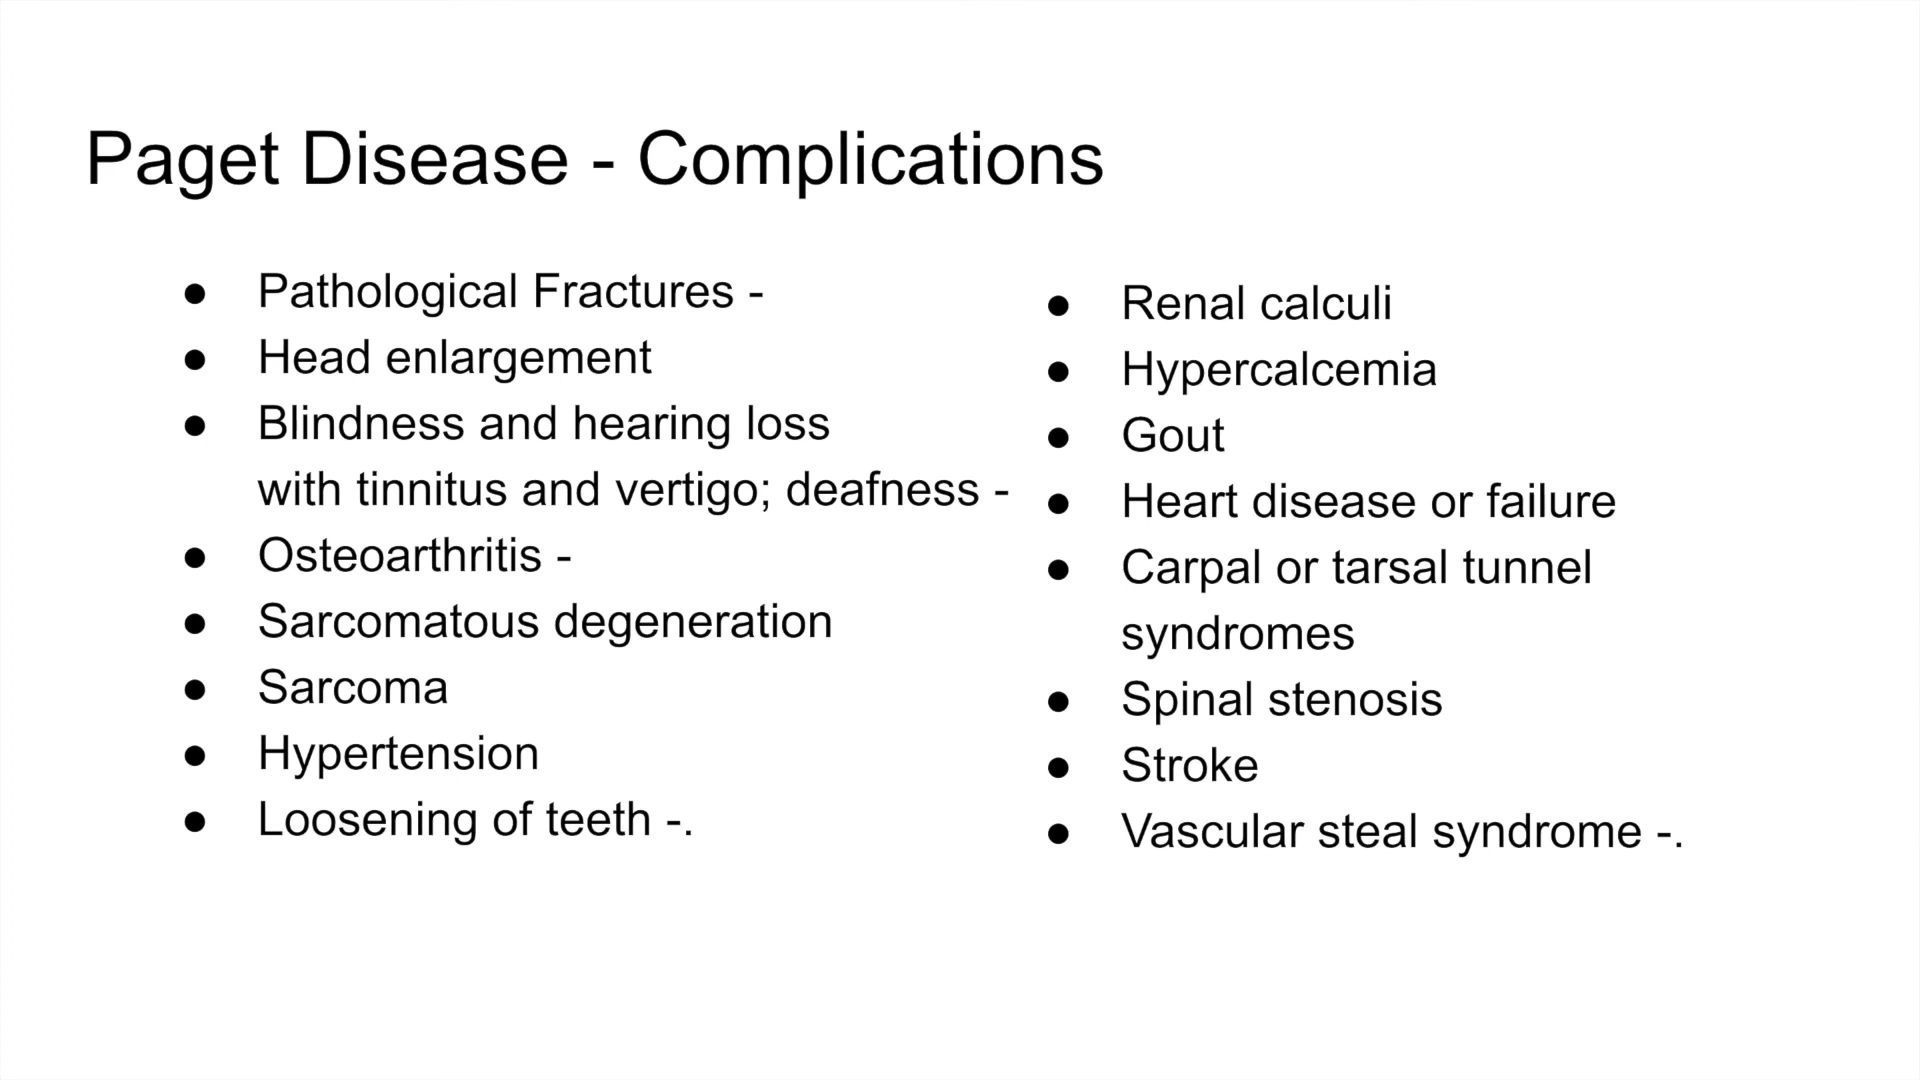 Paget Disease - Complications
● Pathological Fractures -
● Head enlargement
● Blindness and hearing loss
with tinnitus and vertigo; deafness -
● Osteoarthritis -
● Sarcomatous degeneration
● Sarcoma
● Hypertension
● Loosening of teeth -.
● Renal calculi
● Hypercalcemia
● Gout
● Heart disease or failure
● Carpal or tarsal tunnel
syndromes
● Spinal stenosis
● Stroke
● Vascular steal syndrome -.